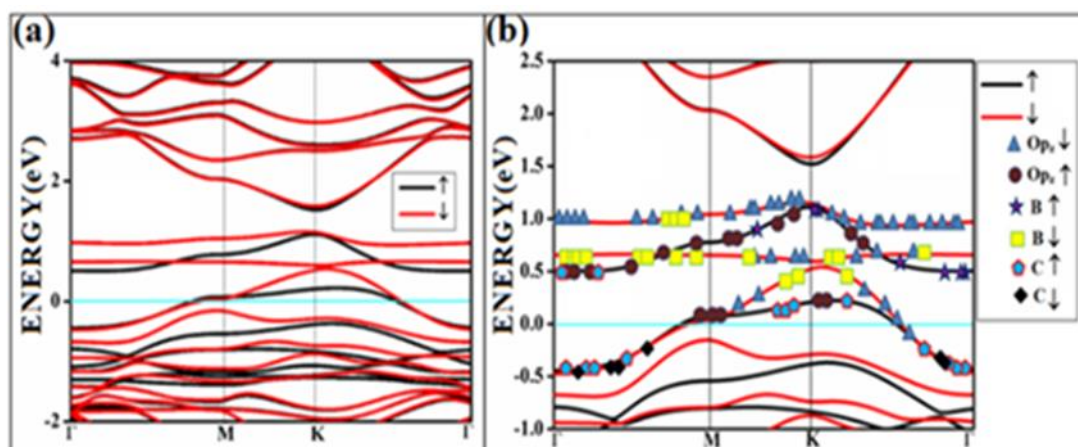 (a)
ENERGY(eV)
4
2
0
-2
↑
↓
Γ M K Γ
(b)
ENERGY(eV)
2.5
2.0
1.5
1.0
0.5
0.0
-0.5
-1.0
Γ M K Γ
↑
↓
Opz ↓
Opz ↑
B ↑
B ↓
C ↑
C ↓